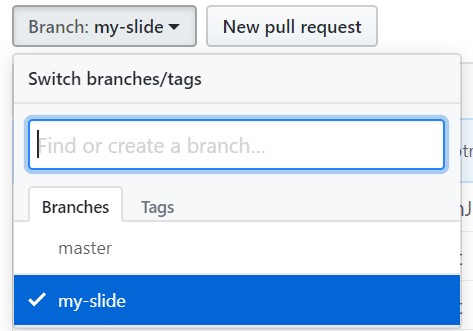 Branch: my-slide
New pull request
Switch branches/tags
Find or create a branch...
Branches
Tags
master
my-slide